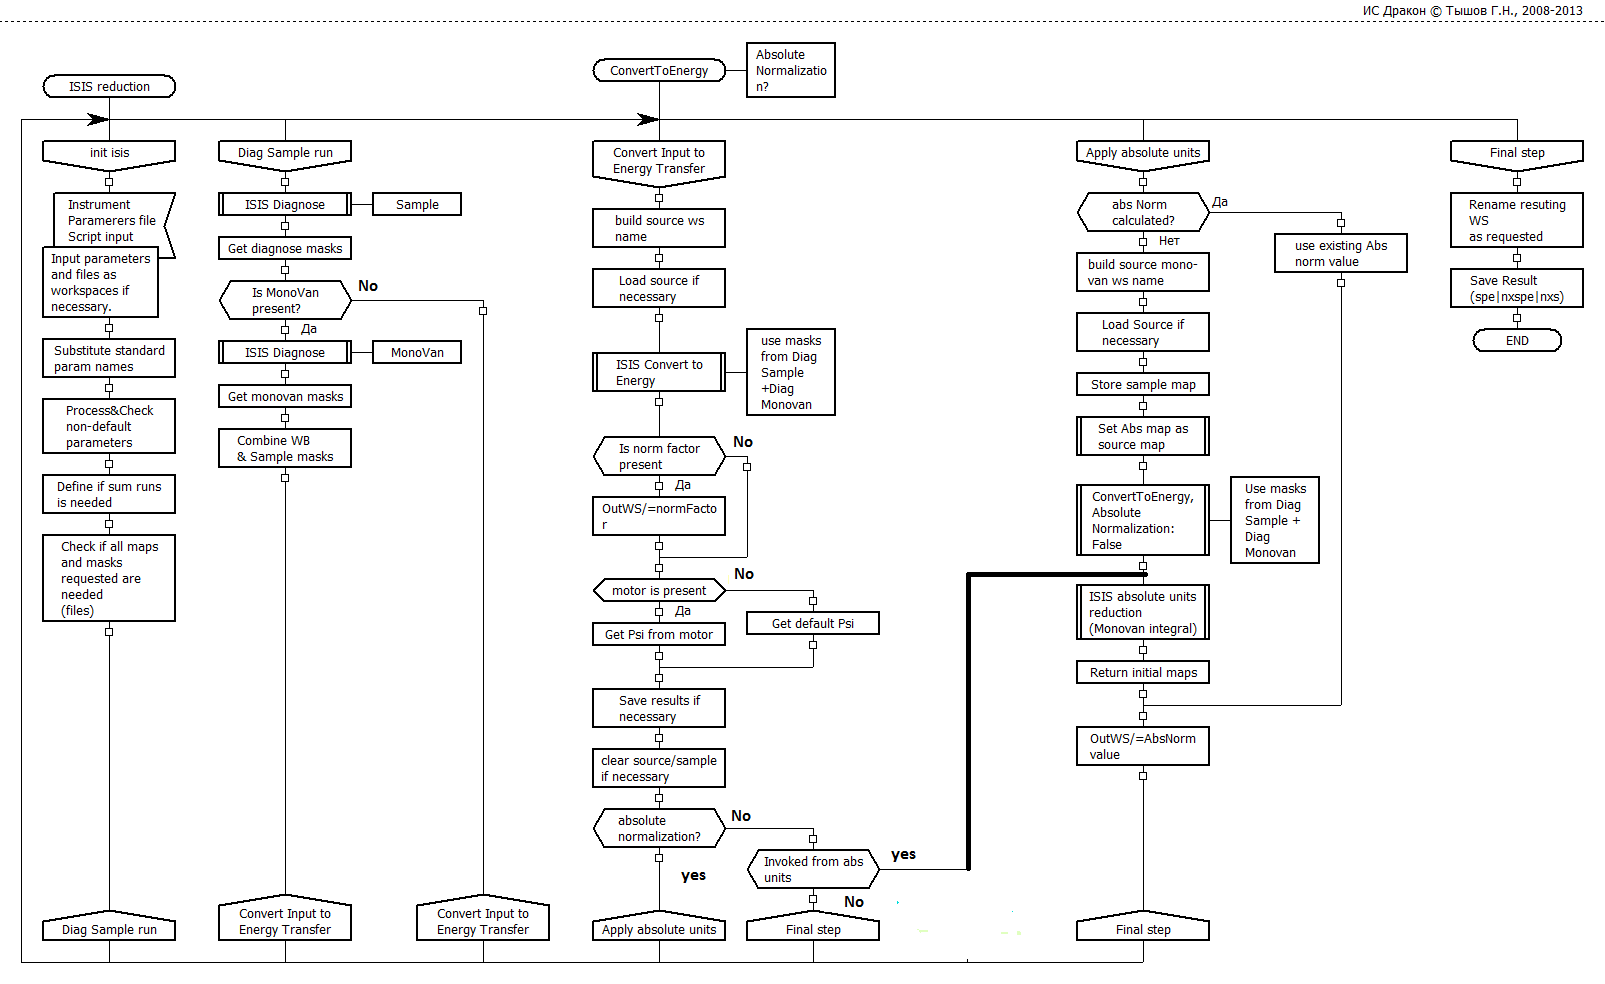 ИС Дракон © Тышов Г.Н., 2008-2013
ISIS reduction
init isis
Instrument
Paramerers file
Script input
Input parameters
and files as
workspaces if
necessary.
Substitute standard
param names
Process&Check
non-default
parameters
Define if sum runs
is needed
Check if all maps
and masks
requested are
needed
(files)
Diag Sample run
Diag Sample run
ISIS Diagnose
Sample
Get diagnose masks
Is MonoVan
present?
No
Да
ISIS Diagnose
MonoVan
Get monovan masks
Combine WB
& Sample masks
Convert Input to
Energy Transfer
Convert Input to
Energy Transfer
ConvertToEnergy
Absolute
Normalizatio
n?
Convert Input to
Energy Transfer
build source ws
name
Load source if
necessary
ISIS Convert to
Energy
use masks
from Diag
Sample
+Diag
Monovan
Is norm factor
present
No
Да
OutWS/=normFacto
r
motor is present
No
Да
Get Psi from motor
Get default Psi
Save results if
necessary
clear source/sample
if necessary
absolute
normalization?
No
yes
Invoked from abs
units
yes
No
Apply absolute units
Final step
Apply absolute units
abs Norm
calculated?
Да
Нет
use existing Abs
norm value
build source mono-
van ws name
Load Source if
necessary
Store sample map
Set Abs map as
source map
ConvertToEnergy,
Absolute
Normalization:
False
Use masks
from Diag
Sample +
Diag
Monovan
ISIS absolute units
reduction
(Monovan integral)
Return initial maps
OutWS/=AbsNorm
value
Final step
Final step
Rename resuting
WS
as requested
Save Result
(spe|nxspe|nxs)
END